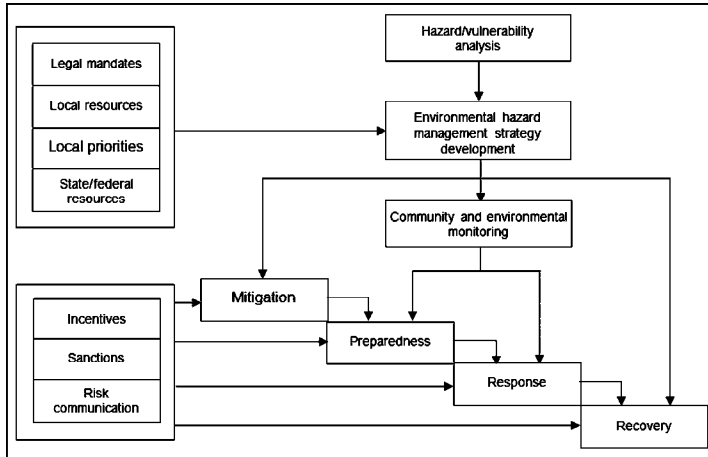 Hazard/vulnerability
analysis
Legal mandates
Local resources
Local priorities
State/federal
resources
Environmental hazard
management strategy
development
Community and environmental
monitoring
Mitigation
Incentives
Sanctions
Risk
communication
Preparedness
Response
Recovery